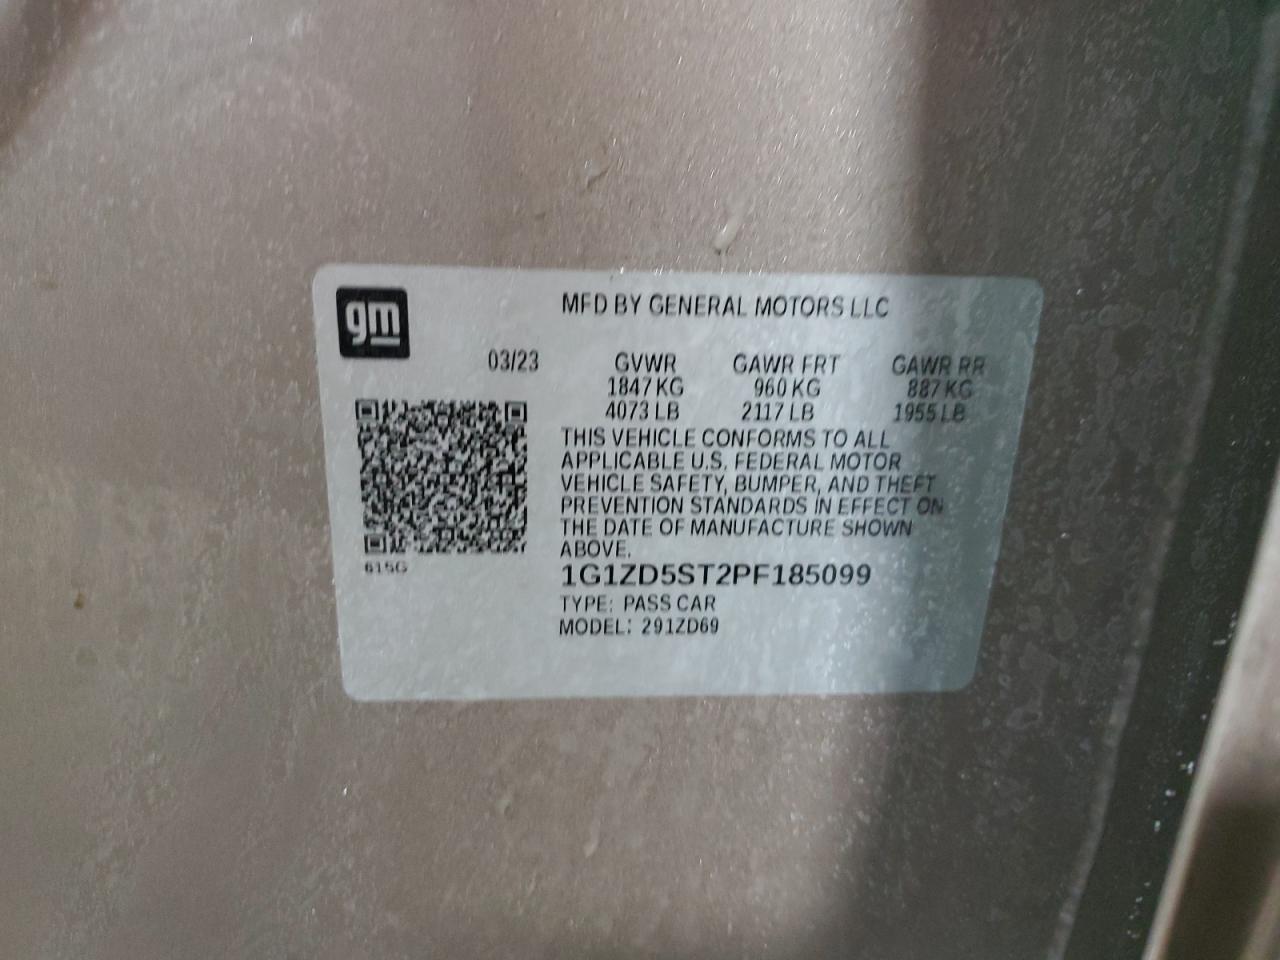 gm
MFD BY GENERAL MOTORS LLC
03/23 GVWR GAWR FRT GAWR RR
1847 KG 960 KG 887 KG
4073 LB 2117 LB 1955 LB
THIS VEHICLE CONFORMS TO ALL
APPLICABLE U.S. FEDERAL MOTOR
VEHICLE SAFETY, BUMPER, AND THEFT
PREVENTION STANDARDS IN EFFECT ON
THE DATE OF MANUFACTURE SHOWN
ABOVE.
615G
1G1ZD5ST2PF185099
TYPE: PASS CAR
MODEL: 291ZD69